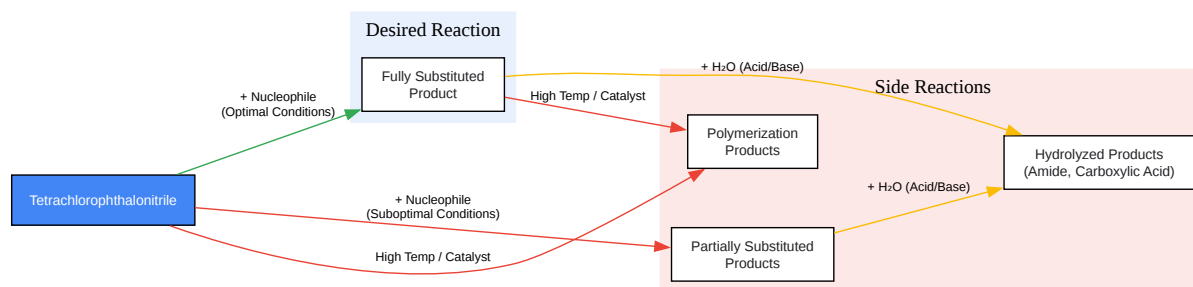 Desired Reaction
Fully Substituted
Product
+ H₂O (Acid/Base)
Side Reactions
+ Nucleophile
(Optimal Conditions)
High Temp / Catalyst
Polymerization
Products
Hydrolyzed Products
(Amide, Carboxylic Acid)
Tetrachlorophthalonitrile
+ Nucleophile
(Suboptimal Conditions)
+ H₂O (Acid/Base)
High Temp / Catalyst
Partially Substituted
Products